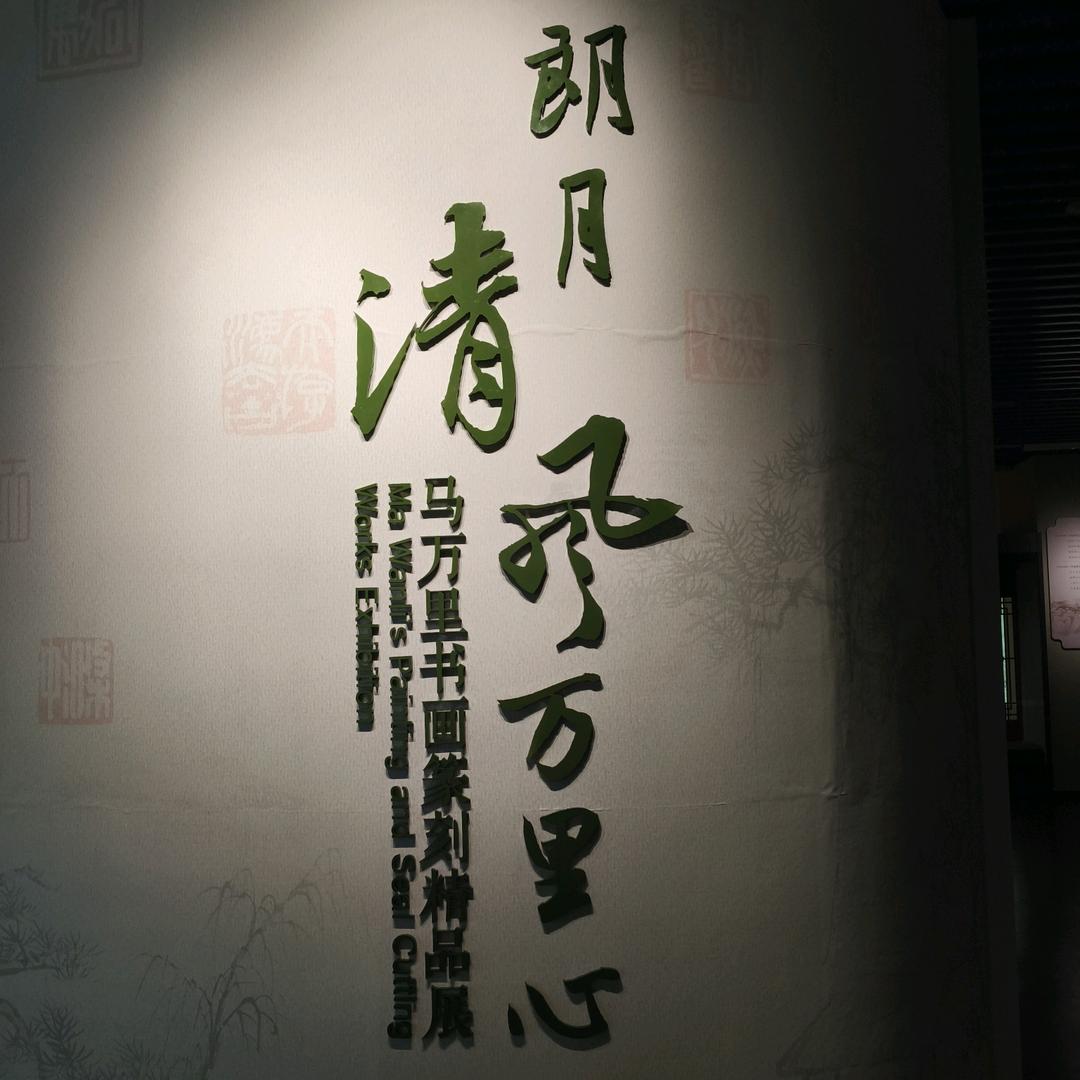 朗月清风万里心
马万里书画篆刻精品展
Ma Wanli's Painting and Seal Cutting
Works Exhibition